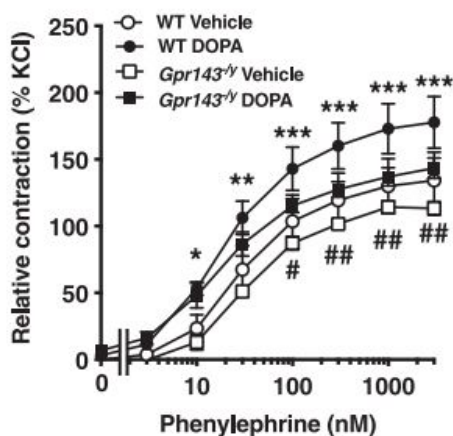 WT Vehicle
WT DOPA
Gpr143-/y Vehicle
Gpr143-/y DOPA
Relative contraction (% KCl)
250
200
150
100
50
0
* ** *** *** *** ***
# ## ## ##
0 10 100 1000
Phenylephrine (nM)